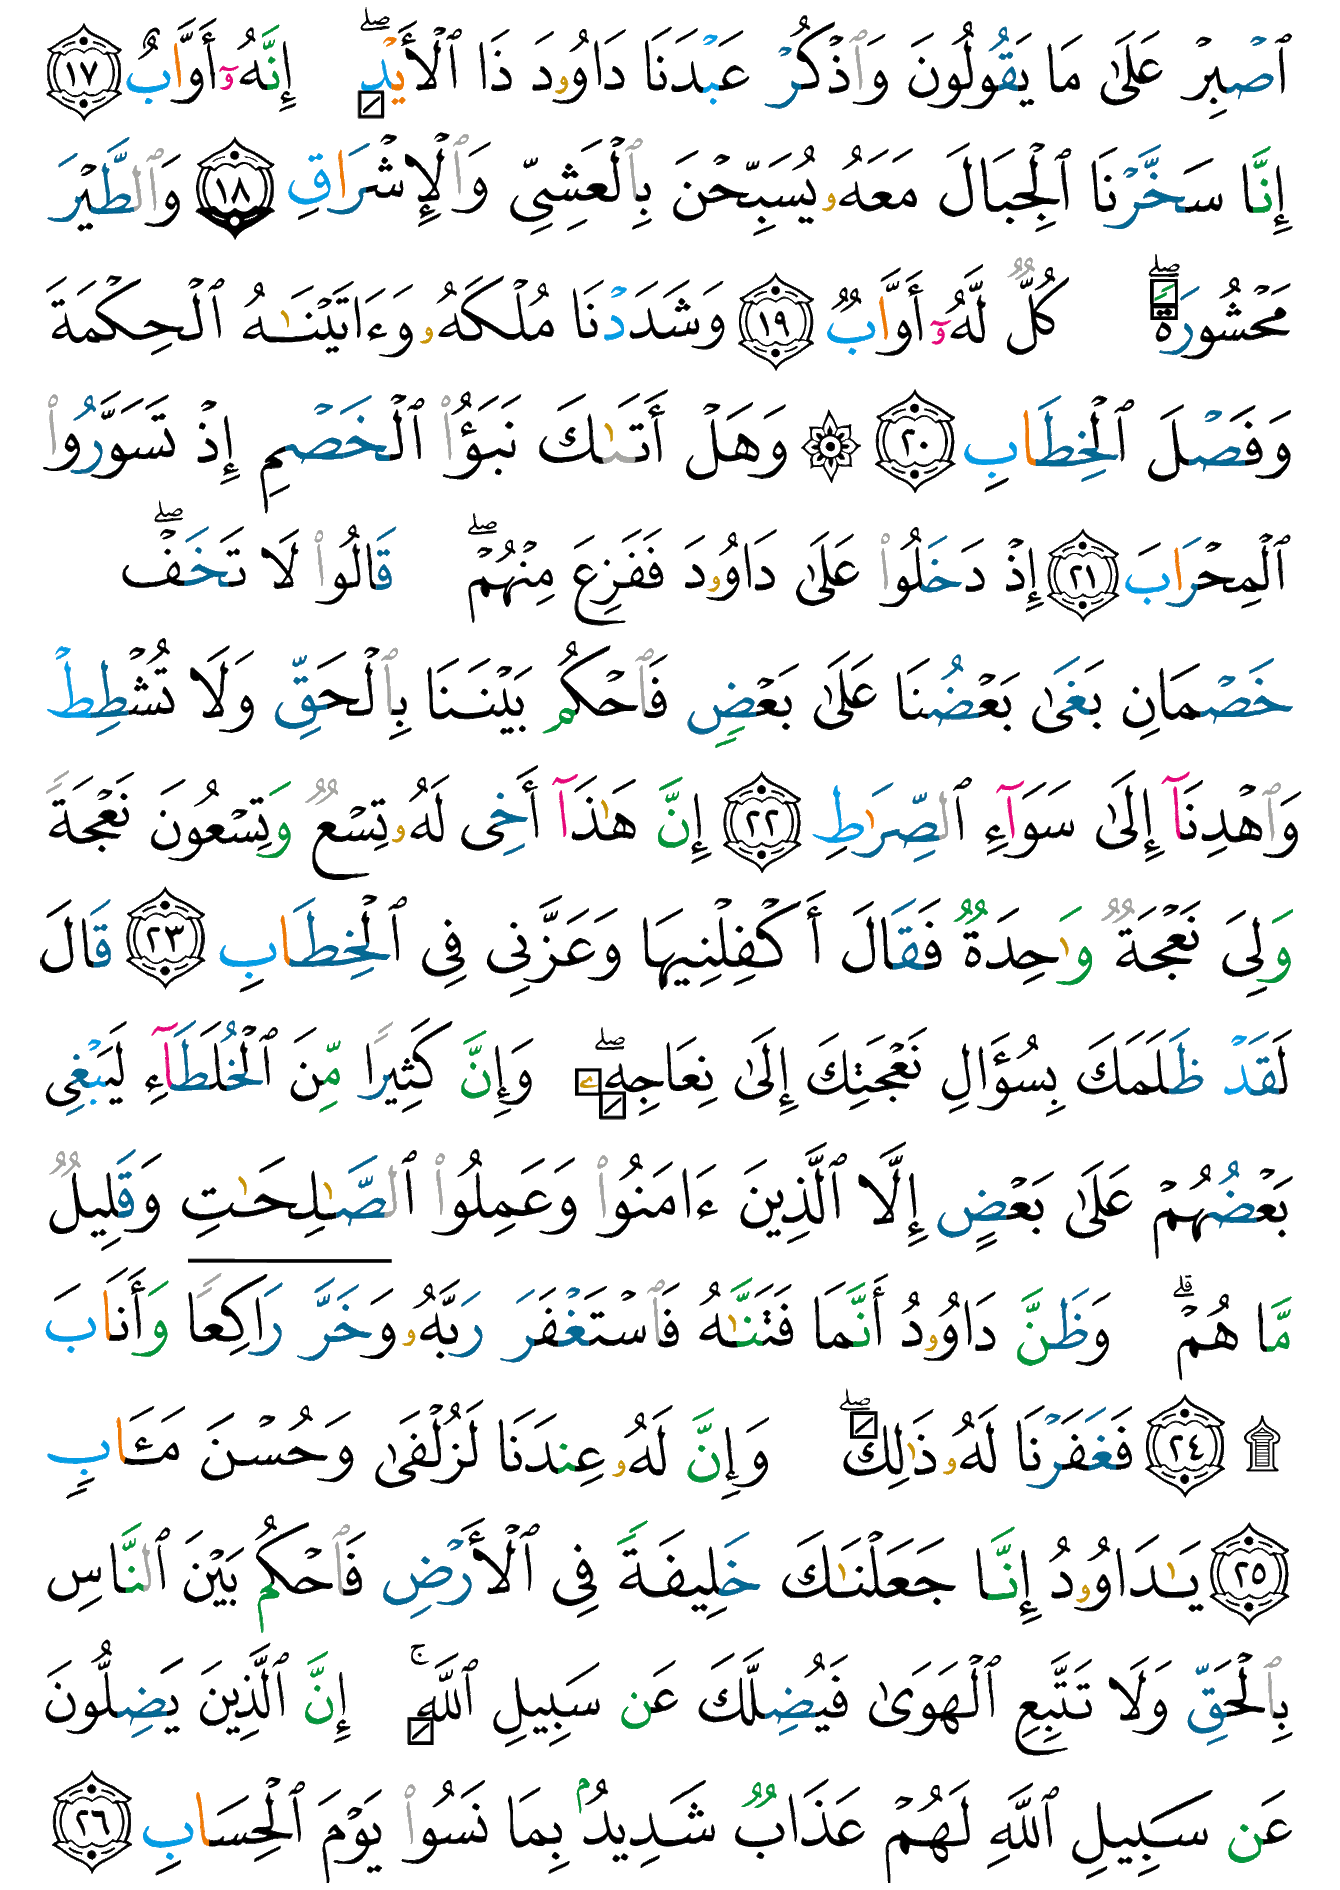 ٱصۡبِرۡ عَلَىٰ مَا يَقُولُونَ وَٱذۡكُرۡ عَبۡدَنَا دَاوُۥدَ ذَا ٱلۡأَيۡدِۖ إِنَّهُۥٓ أَوَّابٌ ١٧
إِنَّا سَخَّرۡنَا ٱلۡجِبَالَ مَعَهُۥ يُسَبِّحۡنَ بِٱلۡعَشِيِّ وَٱلۡإِشۡرَاقِ ١٨ وَٱلطَّيۡرَ
مَحۡشُورَةٗۖ كُلّٞ لَّهُۥٓ أَوَّابٞ ١٩ وَشَدَدۡنَا مُلۡكَهُۥ وَءَاتَيۡنَٰهُ ٱلۡحِكۡمَةَ
وَفَصۡلَ ٱلۡخِطَابِ ٢٠ ۞ وَهَلۡ أَتَىٰكَ نَبَؤُاْ ٱلۡخَصۡمِ إِذۡ تَسَوَّرُواْ
ٱلۡمِحۡرَابَ ٢١ إِذۡ دَخَلُواْ عَلَىٰ دَاوُۥدَ فَفَزِعَ مِنۡهُمۡۖ قَالُواْ لَا تَخَفۡۖ
خَصۡمَانِ بَغَىٰ بَعۡضُنَا عَلَىٰ بَعۡضٖ فَٱحۡكُم بَيۡنَنَا بِٱلۡحَقِّ وَلَا تُشۡطِطۡ
وَٱهۡدِنَآ إِلَىٰ سَوَآءِ ٱلصِّرَٰطِ ٢٢ إِنَّ هَٰذَآ أَخِي لَهُۥ تِسۡعٞ وَتِسۡعُونَ نَعۡجَةٗ
وَلِيَ نَعۡجَةٞ وَٰحِدَةٞ فَقَالَ أَكۡفِلۡنِيهَا وَعَزَّنِي فِي ٱلۡخِطَابِ ٢٣ قَالَ
لَقَدۡ ظَلَمَكَ بِسُؤَالِ نَعۡجَتِكَ إِلَىٰ نِعَاجِهِۦۖ وَإِنَّ كَثِيرٗا مِّنَ ٱلۡخُلَطَآءِ لَيَبۡغِي
بَعۡضُهُمۡ عَلَىٰ بَعۡضٍ إِلَّا ٱلَّذِينَ ءَامَنُواْ وَعَمِلُواْ ٱلصَّٰلِحَٰتِ وَقَلِيلٞ
مَّا هُمۡۗ وَظَنَّ دَاوُۥدُ أَنَّمَا فَتَنَّٰهُ فَٱسۡتَغۡفَرَ رَبَّهُۥ وَخَرَّ رَاكِعٗا وَأَنَابَ
۩ ٢٤ فَغَفَرۡنَا لَهُۥ ذَٰلِكَۖ وَإِنَّ لَهُۥ عِندَنَا لَزُلۡفَىٰ وَحُسۡنَ مَـَٔابٖ
٢٥ يَٰدَاوُۥدُ إِنَّا جَعَلۡنَٰكَ خَلِيفَةٗ فِي ٱلۡأَرۡضِ فَٱحۡكُم بَيۡنَ ٱلنَّاسِ
بِٱلۡحَقِّ وَلَا تَتَّبِعِ ٱلۡهَوَىٰ فَيُضِلَّكَ عَن سَبِيلِ ٱللَّهِۚ إِنَّ ٱلَّذِينَ يَضِلُّونَ
عَن سَبِيلِ ٱللَّهِ لَهُمۡ عَذَابٞ شَدِيدُۢ بِمَا نَسُواْ يَوۡمَ ٱلۡحِسَابِ ٢٦